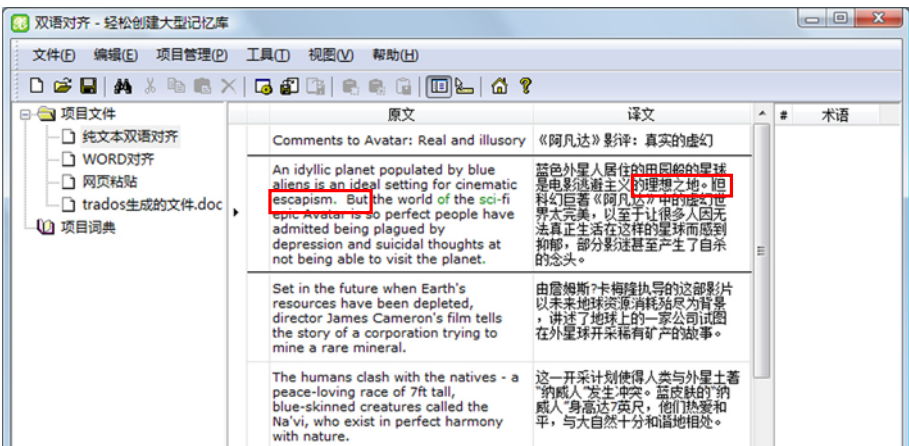 双语对齐 - 轻松创建大型记忆库
文件(F) 编缉(E) 项目管理(P) 工具(T) 视图(V) 帮助(H)
项目文件
纯文本双语对齐
WORD对齐
网页粘贴
trados生成的文件.doc
项目词典
原文 译文
Comments to Avatar: Real and illusory 《阿凡达》影评：真实的虚幻
An idyllic planet populated by blue
aliens is an ideal setting for cinematic
escapism. But the world of the sci-fi
epic Avatar is so perfect people have
admitted being plagued by
depression and suicidal thoughts at
not being able to visit the planet.
蓝色外星人居住的田园般的星球
是电影逃避主义的理想之地。但
科幻巨著《阿凡达》中的虚幻世
界太完美，以至于让很多人因无
法真正生活在这样的星球而感到
抑郁，部分影迷甚至产生了自杀
的念头。
Set in the future when Earth's
resources have been depleted,
director James Cameron's film tells
the story of a corporation trying to
mine a rare mineral.
由詹姆斯?卡梅隆执导的这部影片
以未来地球资源消耗殆尽为背景
，讲述了地球上的一家公司试图
在外星球开采稀有矿产的故事。
The humans clash with the natives - a
peace-loving race of 7ft tall,
blue-skinned creatures called the
Na'vi, who exist in perfect harmony
with nature.
这一开采计划使得人类与外星土著
"纳威人"发生冲突。蓝皮肤的"纳
威人"身高达7英尺，他们热爱和
平，与大自然十分和谐地相处。
# 术语